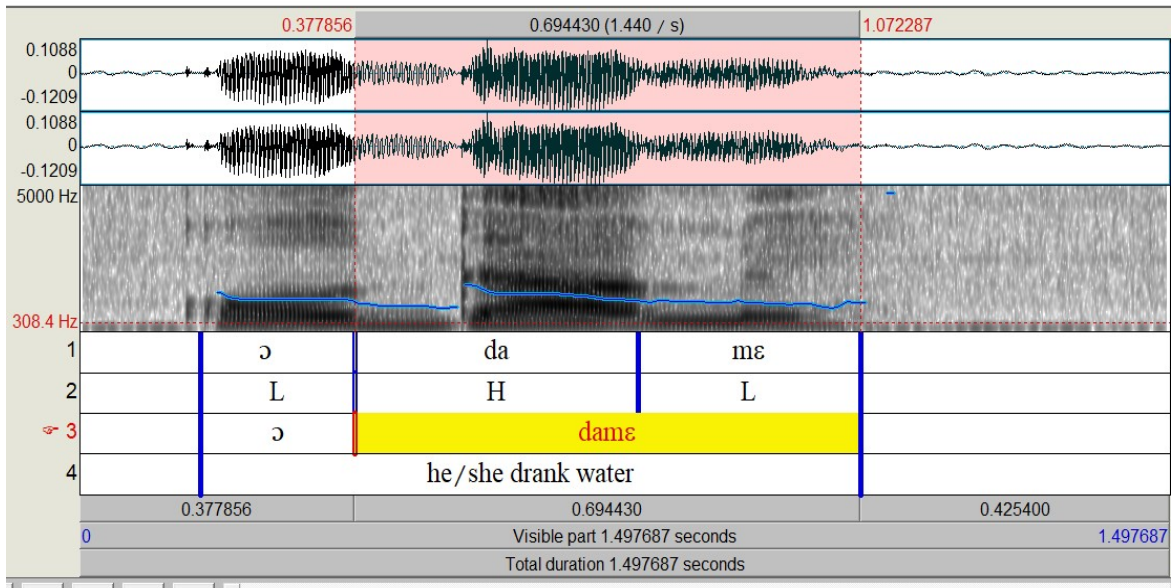 0.377856 0.694430 (1.440 / s) 1.072287
0.1088
0
-0.1209
0.1088
0
-0.1209
5000 Hz
308.4 Hz
1 ɔ da mɛ
2 L H L
☞ 3 ɔ damɛ
4 he/she drank water
0.377856 0.694430 0.425400
0 Visible part 1.497687 seconds 1.497687
Total duration 1.497687 seconds